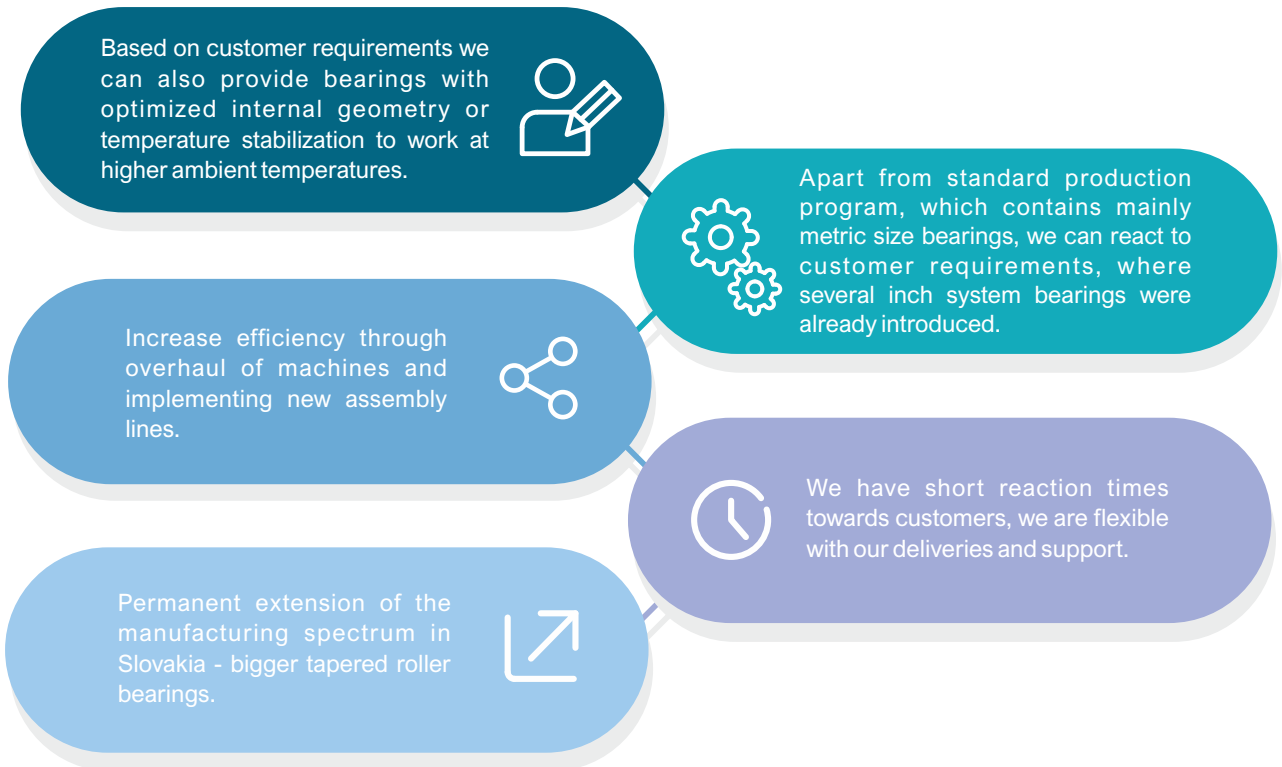 Based on customer requirements we
can also provide bearings with
optimized internal geometry or
temperature stabilization to work at
higher ambient temperatures.
Apart from standard production
program, which contains mainly
metric size bearings, we can react to
customer requirements, where
several inch system bearings were
already introduced.
Increase efficiency through
overhaul of machines and
implementing new assembly
lines.
We have short reaction times
towards customers, we are flexible
with our deliveries and support.
Permanent extension of the
manufacturing spectrum in
Slovakia - bigger tapered roller
bearings.